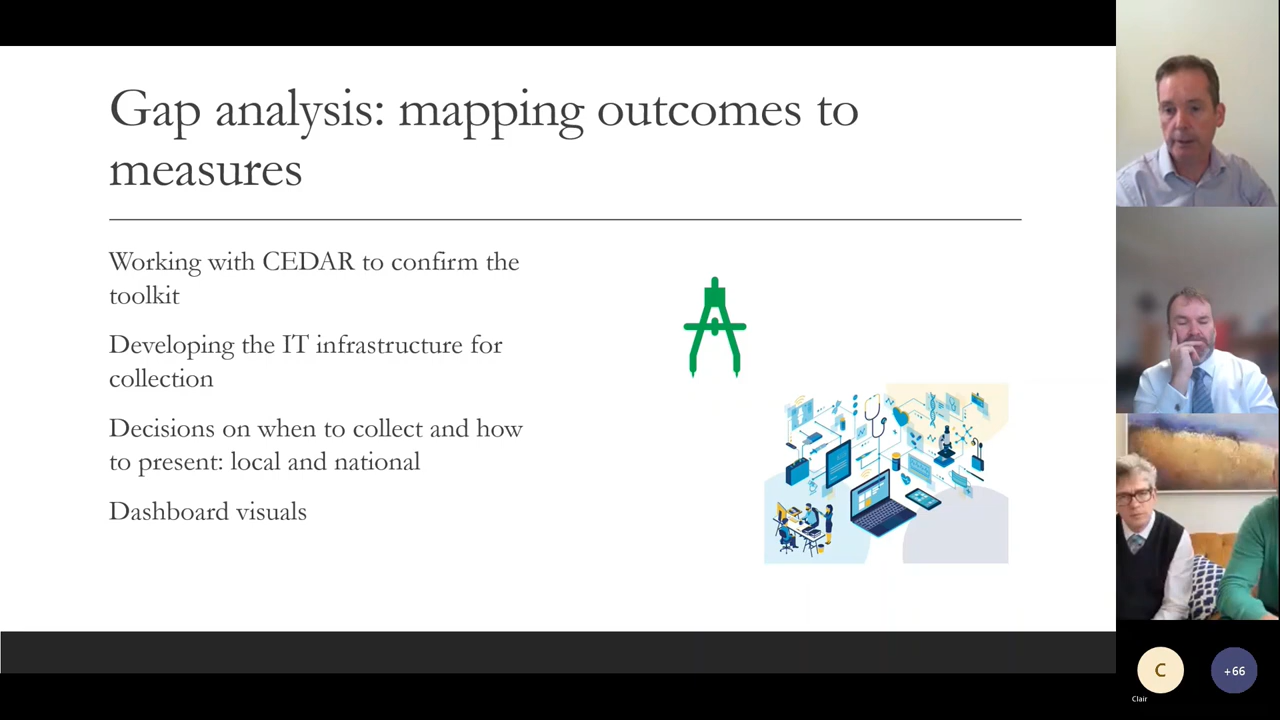 Gap analysis: mapping outcomes to
measures
Working with CEDAR to confirm the
toolkit
Developing the IT infrastructure for
collection
Decisions on when to collect and how
to present: local and national
Dashboard visuals
C
+66
Clair